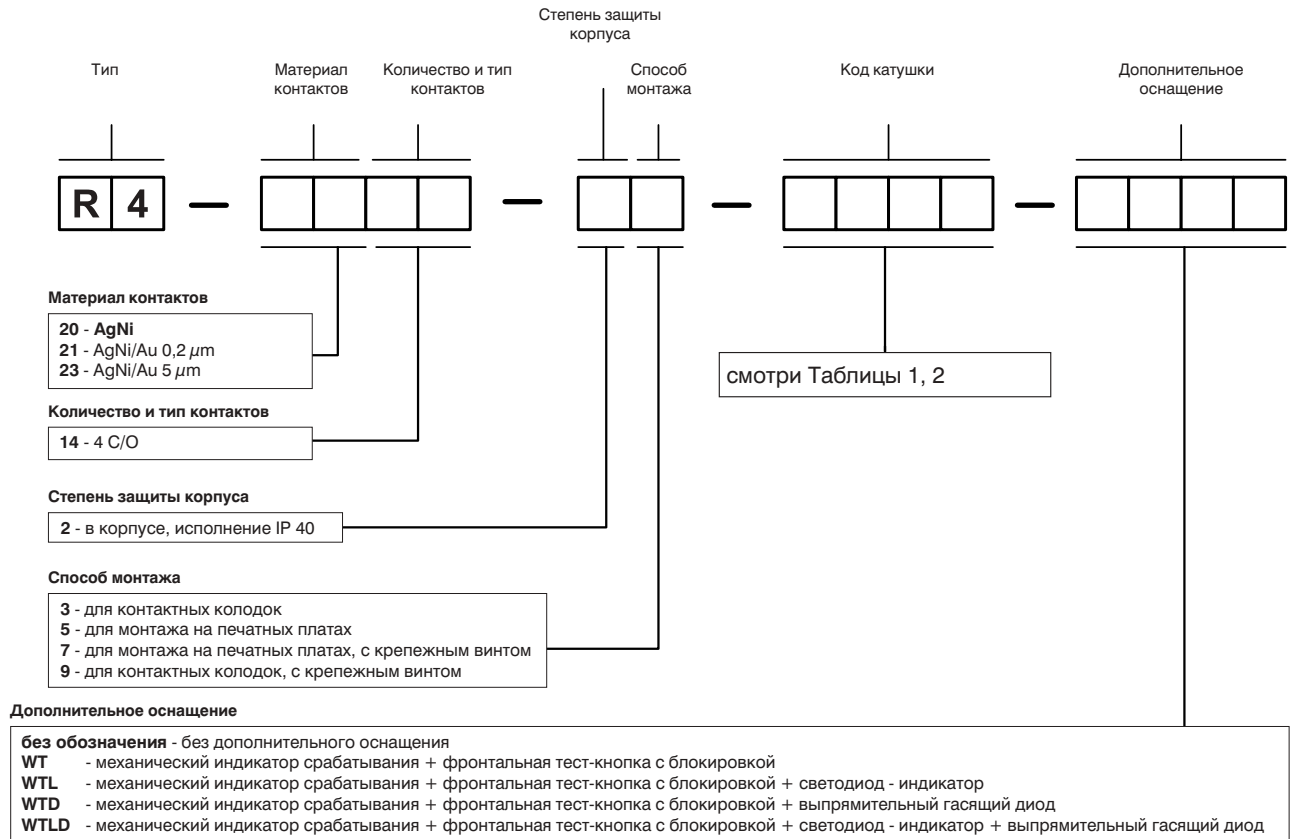 Степень защиты
корпуса
Тип
Материал
контактов
Количество и тип
контактов
Способ
монтажа
Код катушки
Дополнительное
оснащение
R 4 — — — —
Материал контактов
20 - AgNi
21 - AgNi/Au 0,2 µm
23 - AgNi/Au 5 µm
смотри Таблицы 1, 2
Количество и тип контактов
14 - 4 C/O
Степень защиты корпуса
2 - в корпусе, исполнение IP 40
Способ монтажа
3 - для контактных колодок
5 - для монтажа на печатных платах
7 - для монтажа на печатных платах, с крепежным винтом
9 - для контактных колодок, с крепежным винтом
Дополнительное оснащение
без обозначения - без дополнительного оснащения
WT - механический индикатор срабатывания + фронтальная тест-кнопка с блокировкой
WTL - механический индикатор срабатывания + фронтальная тест-кнопка с блокировкой + светодиод - индикатор
WTD - механический индикатор срабатывания + фронтальная тест-кнопка с блокировкой + выпрямительный гасящий диод
WTLD - механический индикатор срабатывания + фронтальная тест-кнопка с блокировкой + светодиод - индикатор + выпрямительный гасящий диод